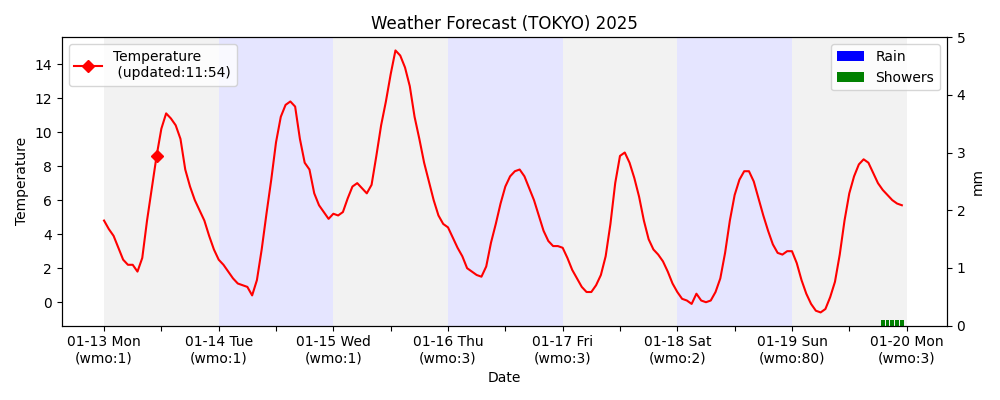 Weather Forecast (TOKYO) 2025
Temperature
(updated:11:54)
Rain
Showers
Temperature
14
12
10
8
6
4
2
0
5
4
3
2
1
0
mm
01-13 Mon
(wmo:1)
01-14 Tue
(wmo:1)
01-15 Wed
(wmo:1)
01-16 Thu
(wmo:3)
01-17 Fri
(wmo:3)
01-18 Sat
(wmo:2)
01-19 Sun
(wmo:80)
01-20 Mon
(wmo:3)
Date